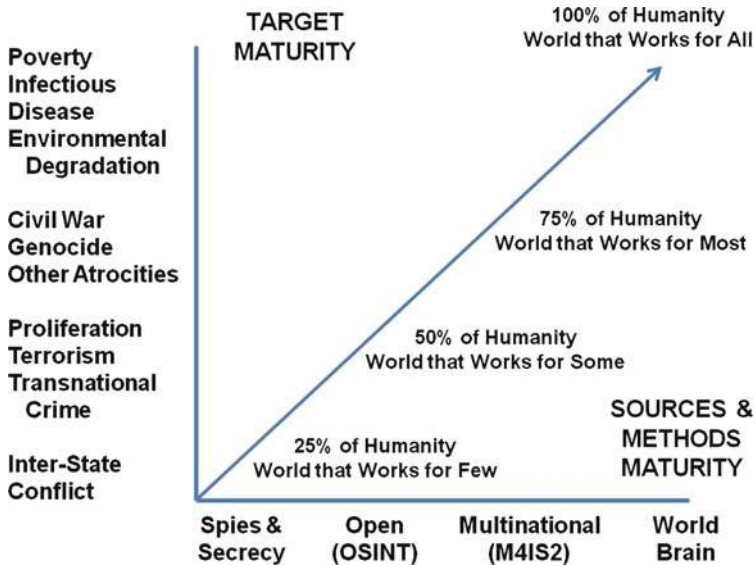 TARGET
MATURITY
100% of Humanity
World that Works for All
Poverty
Infectious
Disease
Environmental
Degradation
Civil War
Genocide
Other Atrocities
75% of Humanity
World that Works for Most
Proliferation
Terrorism
Transnational
Crime
50% of Humanity
World that Works for Some
Inter-State
Conflict
25% of Humanity
World that Works for Few
SOURCES &
METHODS
MATURITY
Spies &
Secrecy
Open
(OSINT)
Multinational
(M4IS2)
World
Brain